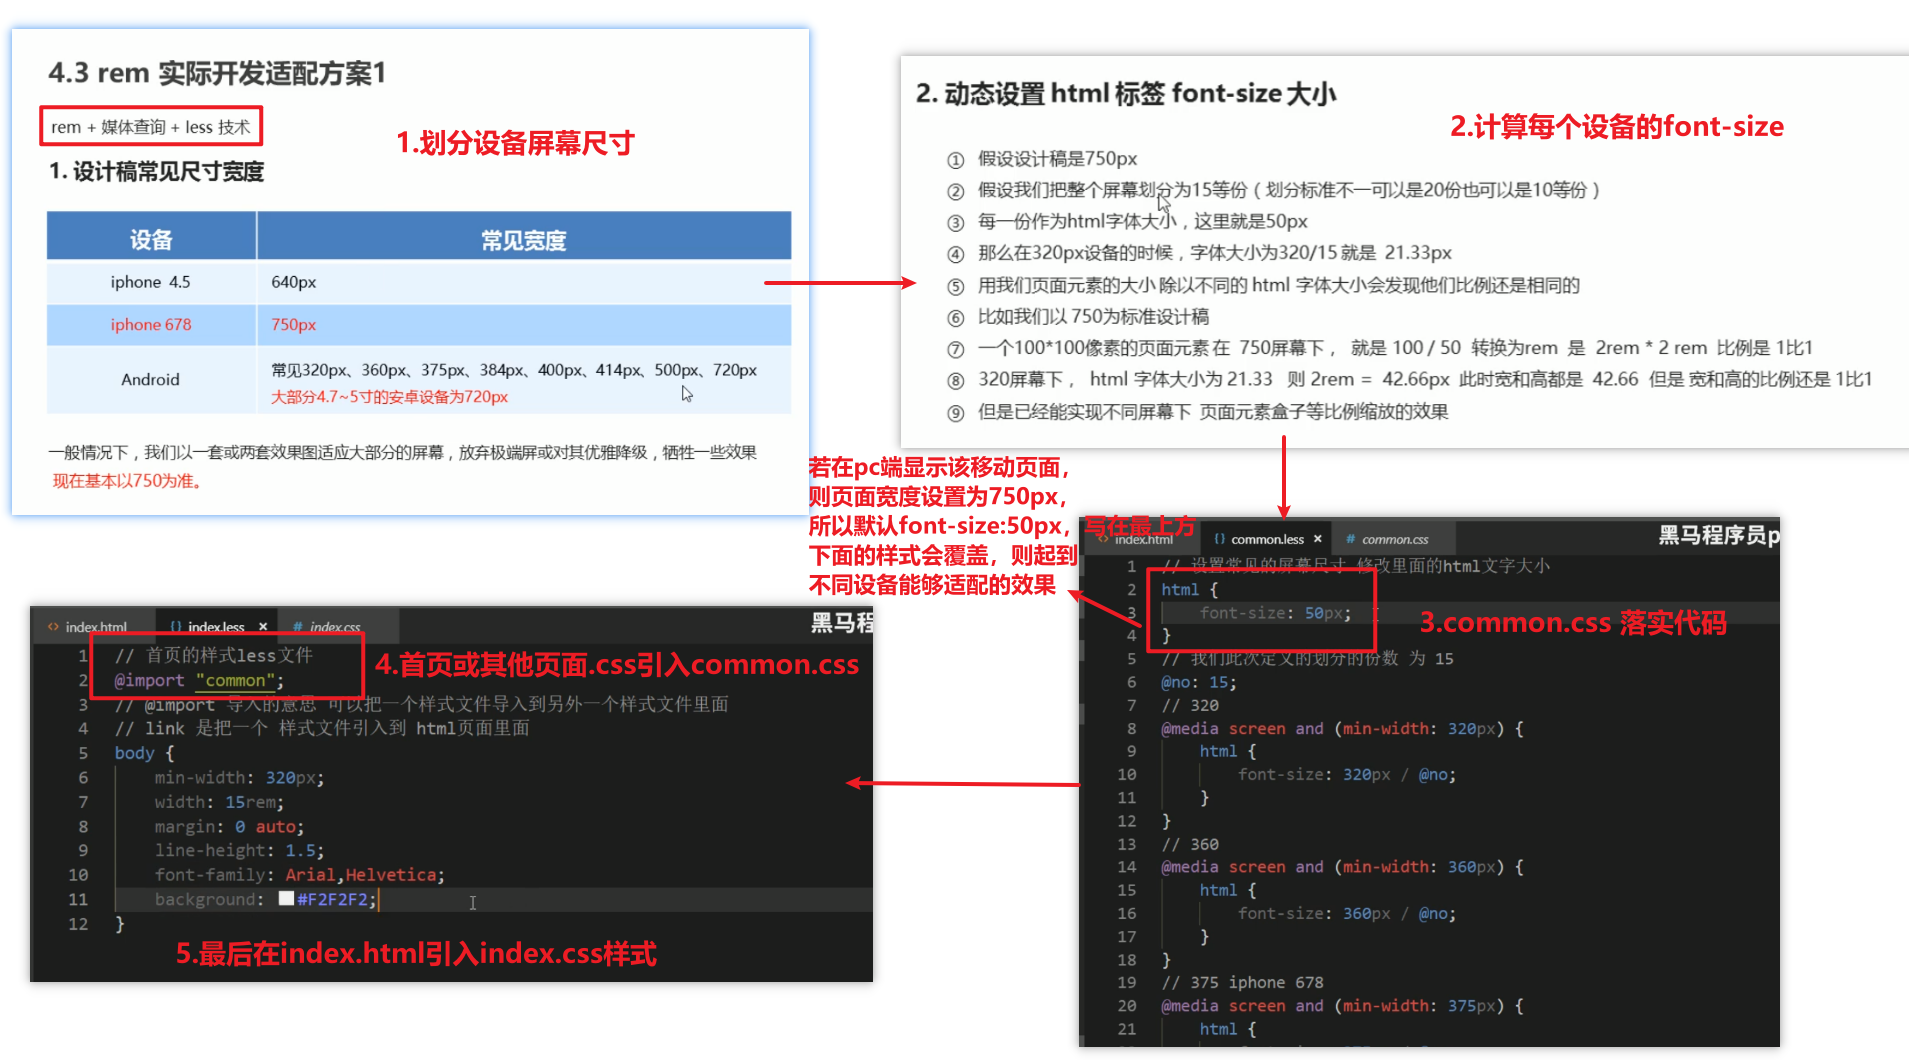 4.3 rem 实际开发适配方案1
rem + 媒体查询 + less 技术
1.划分设备屏幕尺寸
1. 设计稿常见尺寸宽度
设备 常见宽度
iphone 4.5 640px
iphone 678 750px
Android 常见320px、360px、375px、384px、400px、414px、500px、720px
大部分4.7~5寸的安卓设备为720px
一般情况下，我们以一套或两套效果图适应大部分的屏幕，放弃极端屏或对其优雅降级，牺牲一些效果
现在基本以750为准。
2. 动态设置 html 标签 font-size 大小
2.计算每个设备的font-size
① 假设设计稿是750px
② 假设我们把整个屏幕划分为15等份（划分标准不一可以是20份也可以是10等份）
③ 每一份作为html字体大小，这里就是50px
④ 那么在320px设备的时候，字体大小为320/15 就是 21.33px
⑤ 用我们页面元素的大小 除以不同的 html 字体大小会发现他们比例还是相同的
⑥ 比如我们以 750为标准设计稿
⑦ 一个100*100像素的页面元素 在 750屏幕下， 就是 100 / 50 转换为rem 是 2rem * 2 rem 比例是 1比1
⑧ 320屏幕下， html 字体大小为 21.33 则 2rem = 42.66px 此时宽和高都是 42.66 但是 宽和高的比例还是 1比1
⑨ 但是已经能实现不同屏幕下 页面元素盒子等比例缩放的效果
若在pc端显示该移动页面，
则页面宽度设置为750px，
所以默认font-size:50px，写在最上方
下面的样式会覆盖，则起到
不同设备能够适配的效果
index.html common.less × # common.css
黑马程序员p
1 // 设置常见的屏幕尺寸 修改里面的html文字大小
2 html {
3 font-size: 50px;
4 }
3.common.css 落实代码
5 // 我们此次定义的划分的份数 为 15
6 @no: 15;
7 // 320
8 @media screen and (min-width: 320px) {
9 html {
10 font-size: 320px / @no;
11 }
12 }
13 // 360
14 @media screen and (min-width: 360px) {
15 html {
16 font-size: 360px / @no;
17 }
18 }
19 // 375 iphone 678
20 @media screen and (min-width: 375px) {
21 html {
index.html index.less × # index.css
黑马程
1 // 首页的样式less文件
2 @import "common";
4.首页或其他页面.css引入common.css
3 // @import 导入的意思 可以把一个样式文件导入到另外一个样式文件里面
4 // link 是把一个 样式文件引入到 html页面里面
5 body {
6 min-width: 320px;
7 width: 15rem;
8 margin: 0 auto;
9 line-height: 1.5;
10 font-family: Arial,Helvetica;
11 background: #F2F2F2;
12 }
5.最后在index.html引入index.css样式